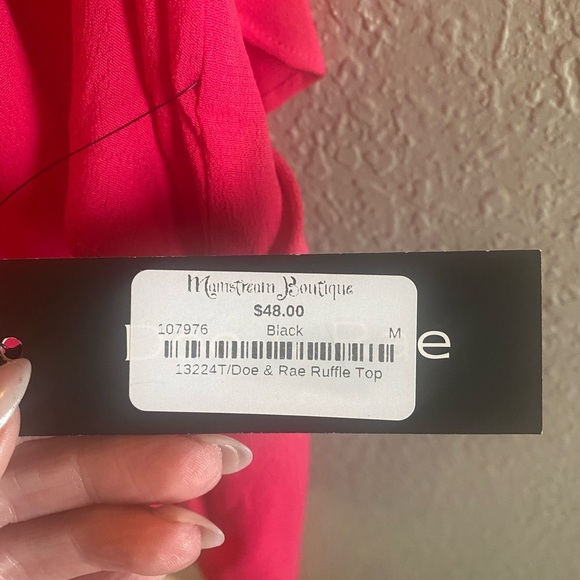 Mainstream Boutique
$48.00
107976 Black M
13224T/Doe & Rae Ruffle Top
D e